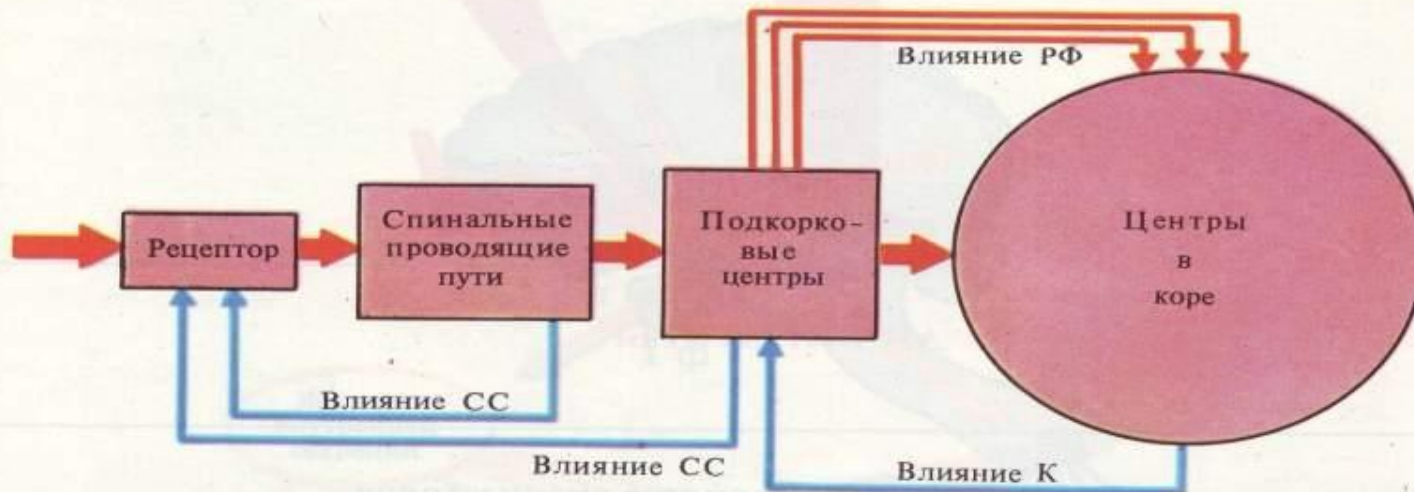 Влияние РФ
Рецептор
Спинальные
проводящие
пути
Подкорко-
вые
центры
Центры
в
коре
Влияние СС
Влияние СС
Влияние К